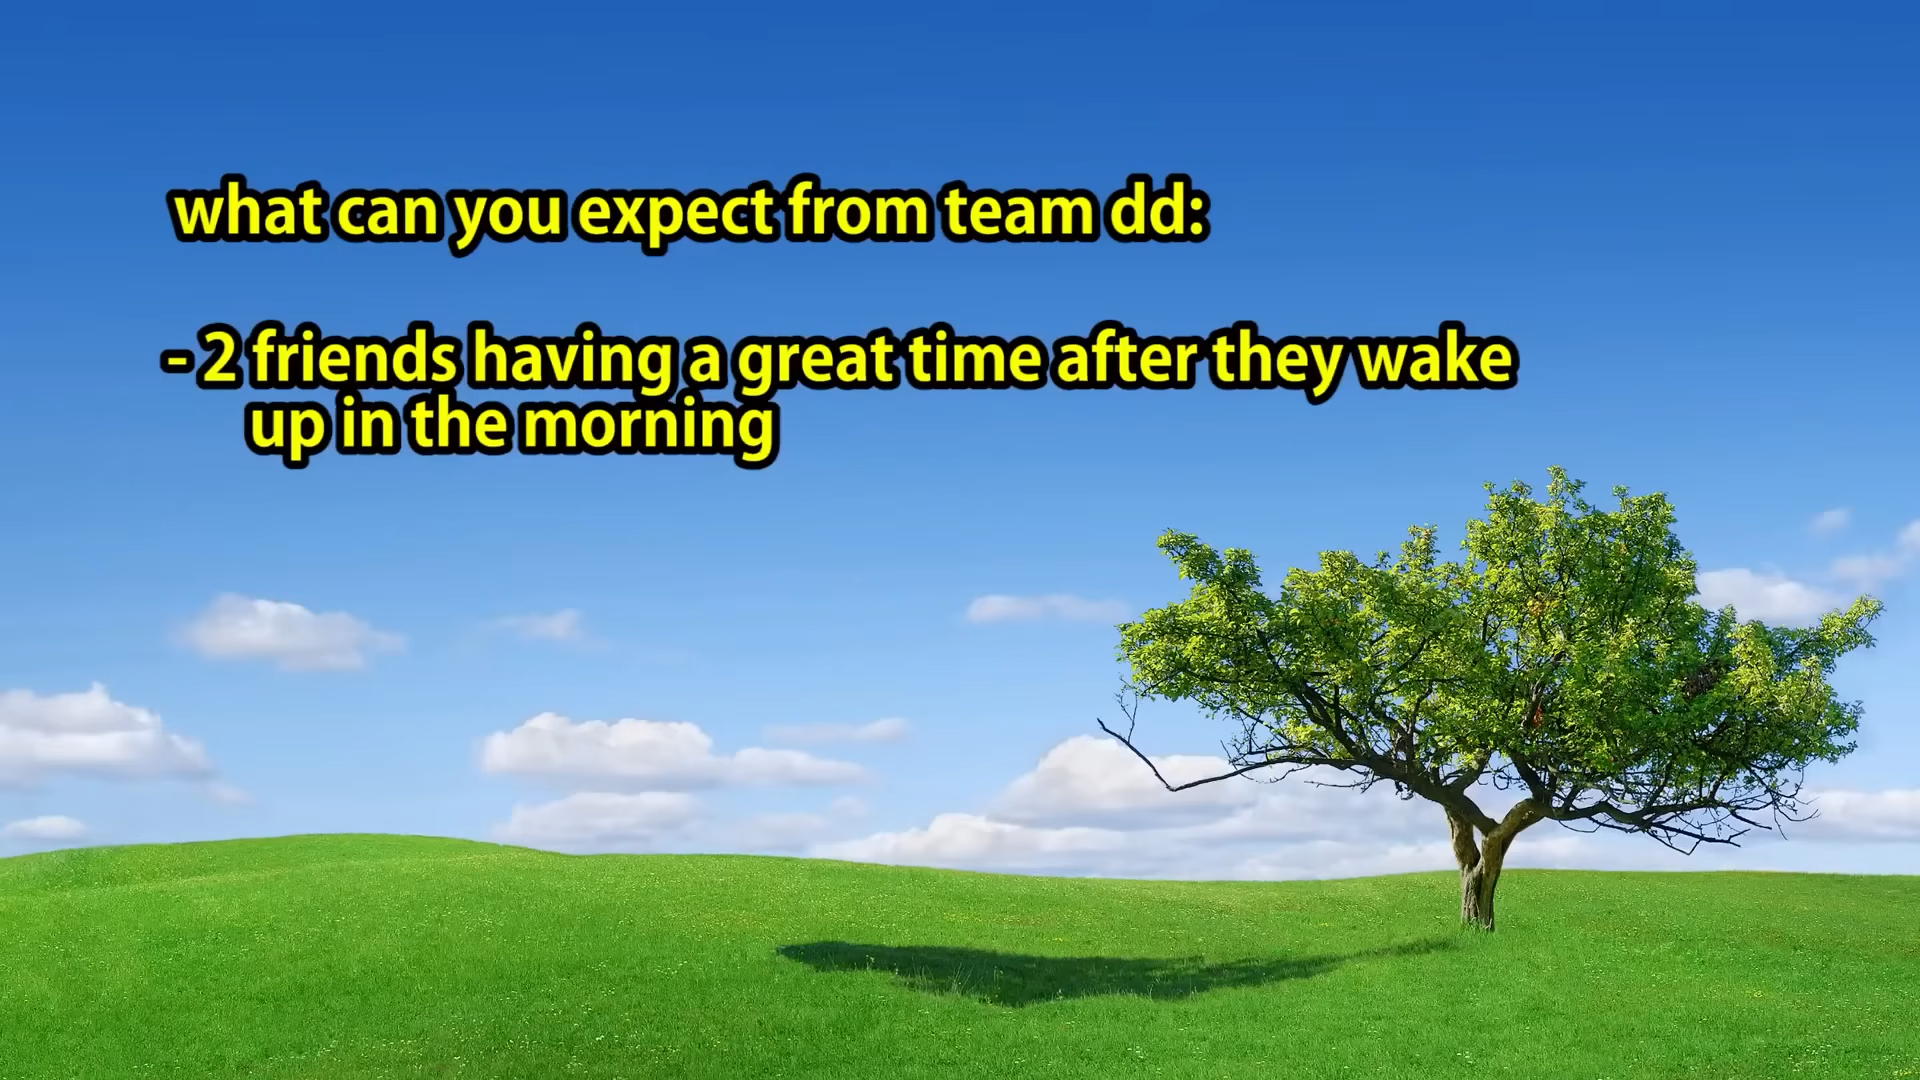 what can you expect from team dd:
- 2 friends having a great time after they wake
up in the morning